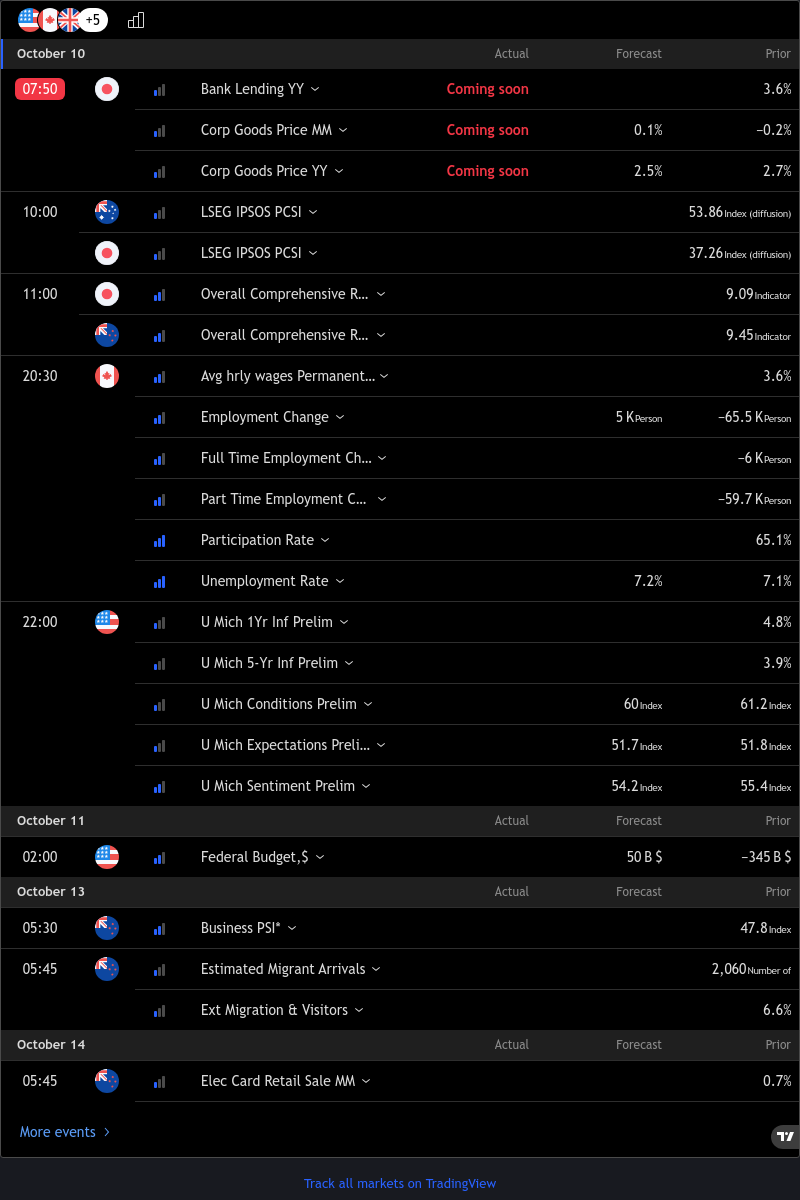 +5
October 10 Actual Forecast Prior
07:50 Bank Lending YY Coming soon 3.6%
Corp Goods Price MM Coming soon 0.1% −0.2%
Corp Goods Price YY Coming soon 2.5% 2.7%
10:00 LSEG IPSOS PCSI 53.86 Index (diffusion)
LSEG IPSOS PCSI 37.26 Index (diffusion)
11:00 Overall Comprehensive R... 9.09 Indicator
Overall Comprehensive R... 9.45 Indicator
20:30 Avg hrly wages Permanent... 3.6%
Employment Change 5 K Person −65.5 K Person
Full Time Employment Ch... −6 K Person
Part Time Employment C... −59.7 K Person
Participation Rate 65.1%
Unemployment Rate 7.2% 7.1%
22:00 U Mich 1Yr Inf Prelim 4.8%
U Mich 5-Yr Inf Prelim 3.9%
U Mich Conditions Prelim 60 Index 61.2 Index
U Mich Expectations Preli... 51.7 Index 51.8 Index
U Mich Sentiment Prelim 54.2 Index 55.4 Index
October 11 Actual Forecast Prior
02:00 Federal Budget,$ 50 B $ −345 B $
October 13 Actual Forecast Prior
05:30 Business PSI* 47.8 Index
05:45 Estimated Migrant Arrivals 2,060 Number of
Ext Migration & Visitors 6.6%
October 14 Actual Forecast Prior
05:45 Elec Card Retail Sale MM 0.7%
More events
Track all markets on TradingView